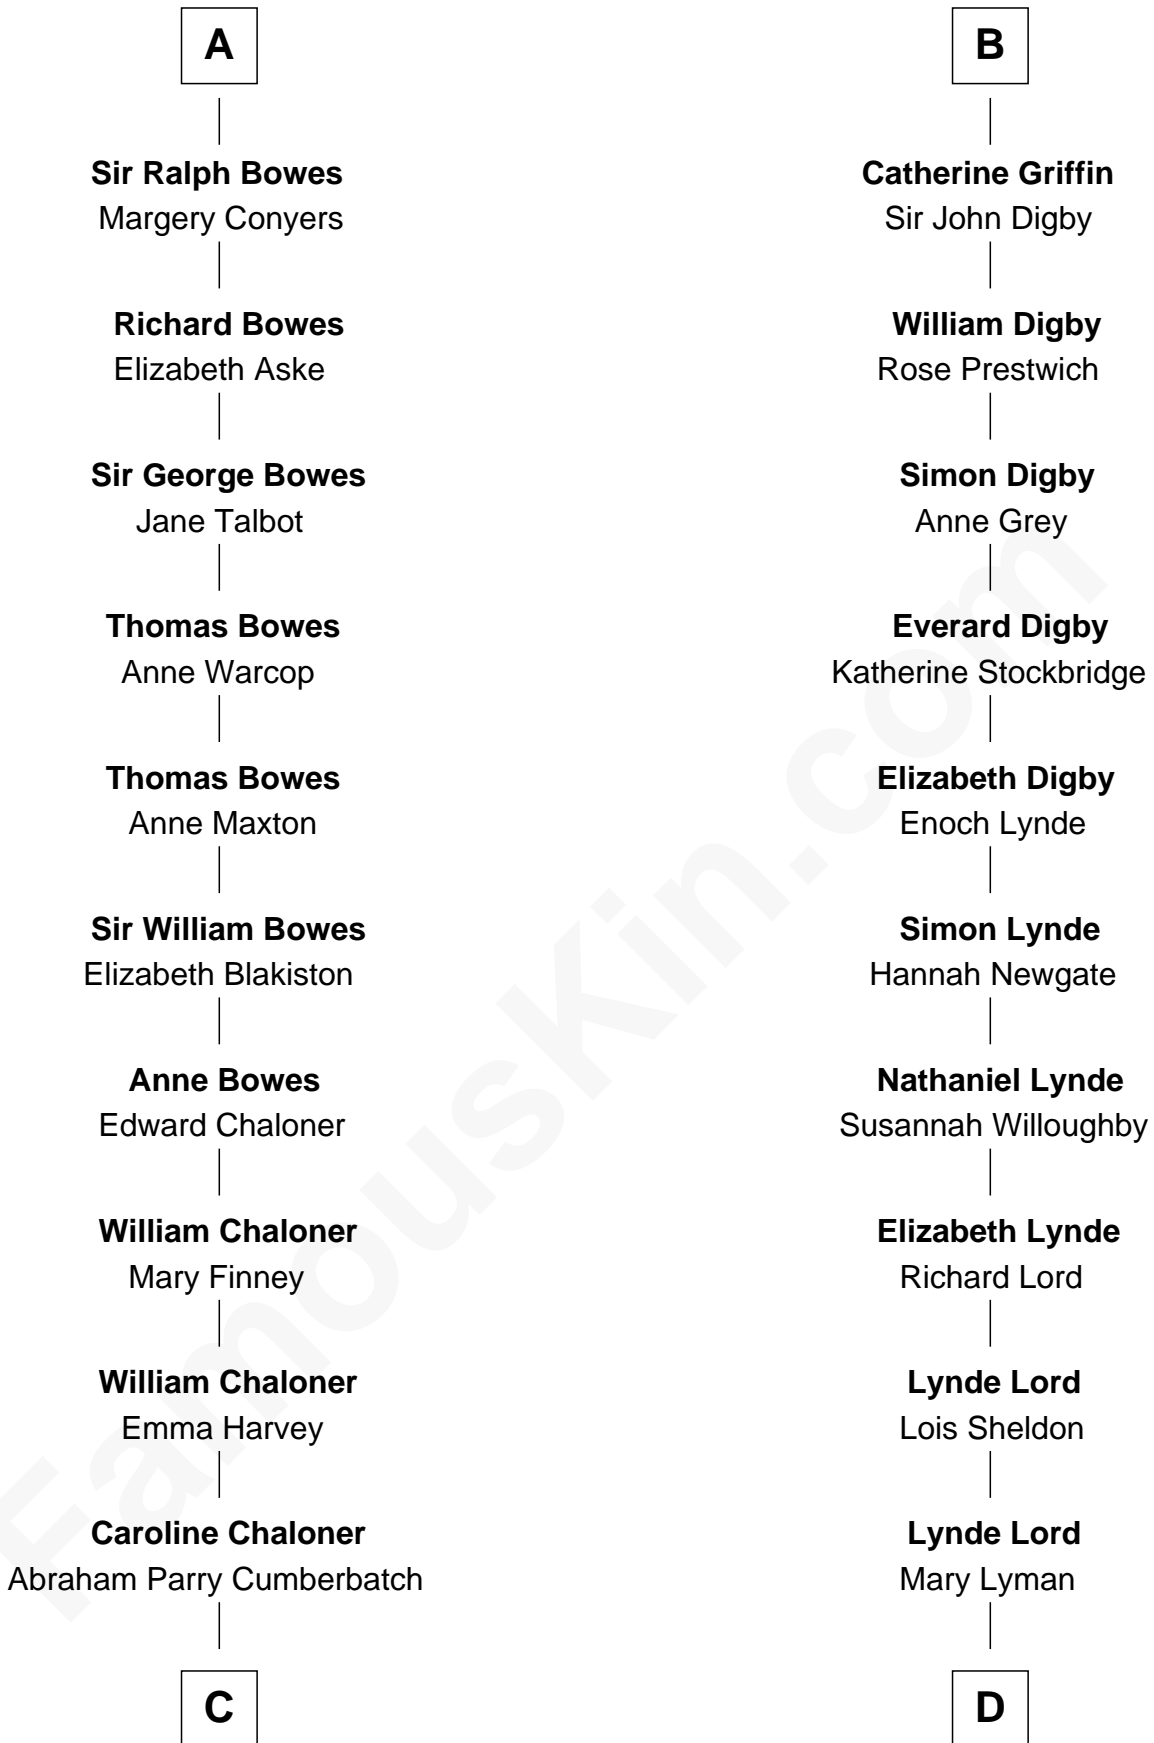 A
Sir Ralph Bowes
Margery Conyers
Richard Bowes
Elizabeth Aske
Sir George Bowes
Jane Talbot
Thomas Bowes
Anne Warcop
Thomas Bowes
Anne Maxton
Sir William Bowes
Elizabeth Blakiston
Anne Bowes
Edward Chaloner
William Chaloner
Mary Finney
William Chaloner
Emma Harvey
Caroline Chaloner
Abraham Parry Cumberbatch
C
B
Catherine Griffin
Sir John Digby
William Digby
Rose Prestwich
Simon Digby
Anne Grey
Everard Digby
Katherine Stockbridge
Elizabeth Digby
Enoch Lynde
Simon Lynde
Hannah Newgate
Nathaniel Lynde
Susannah Willoughby
Elizabeth Lynde
Richard Lord
Lynde Lord
Lois Sheldon
Lynde Lord
Mary Lyman
D
FamousKin.com